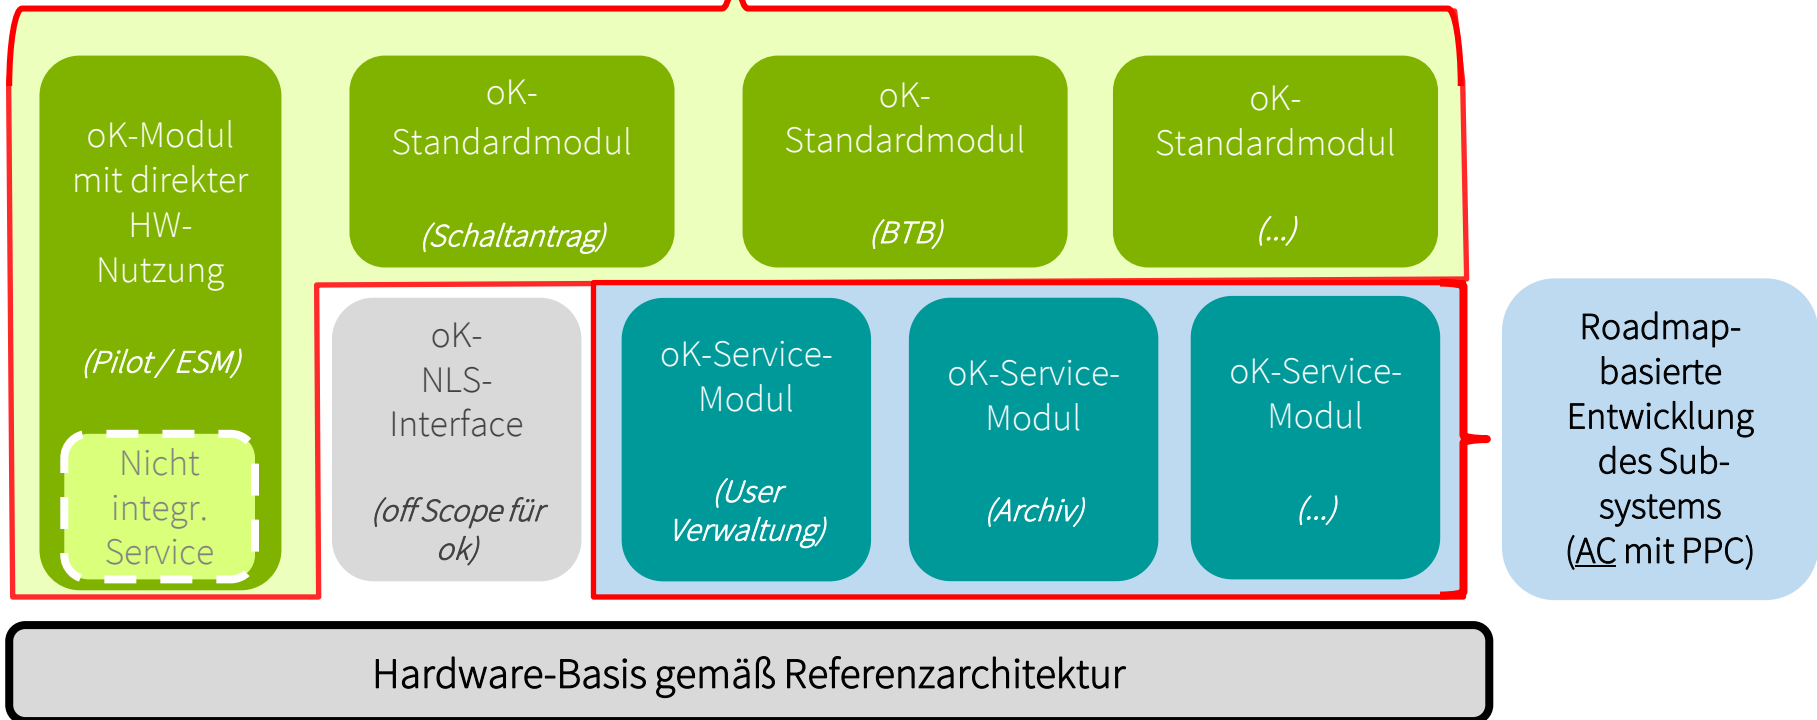 oK-Modul
mit direkter
HW-
Nutzung
(Pilot / ESM)
Nicht
integr.
Service
oK-
Standardmodul
(Schaltantrag)
oK-
Standardmodul
(BTB)
oK-
Standardmodul
(...)
oK-
NLS-
Interface
(off Scope für
ok)
oK-Service-
Modul
(User
Verwaltung)
oK-Service-
Modul
(Archiv)
oK-Service-
Modul
(...)
Roadmap-
basierte
Entwicklung
des Sub-
systems
(AC mit PPC)
Hardware-Basis gemäß Referenzarchitektur